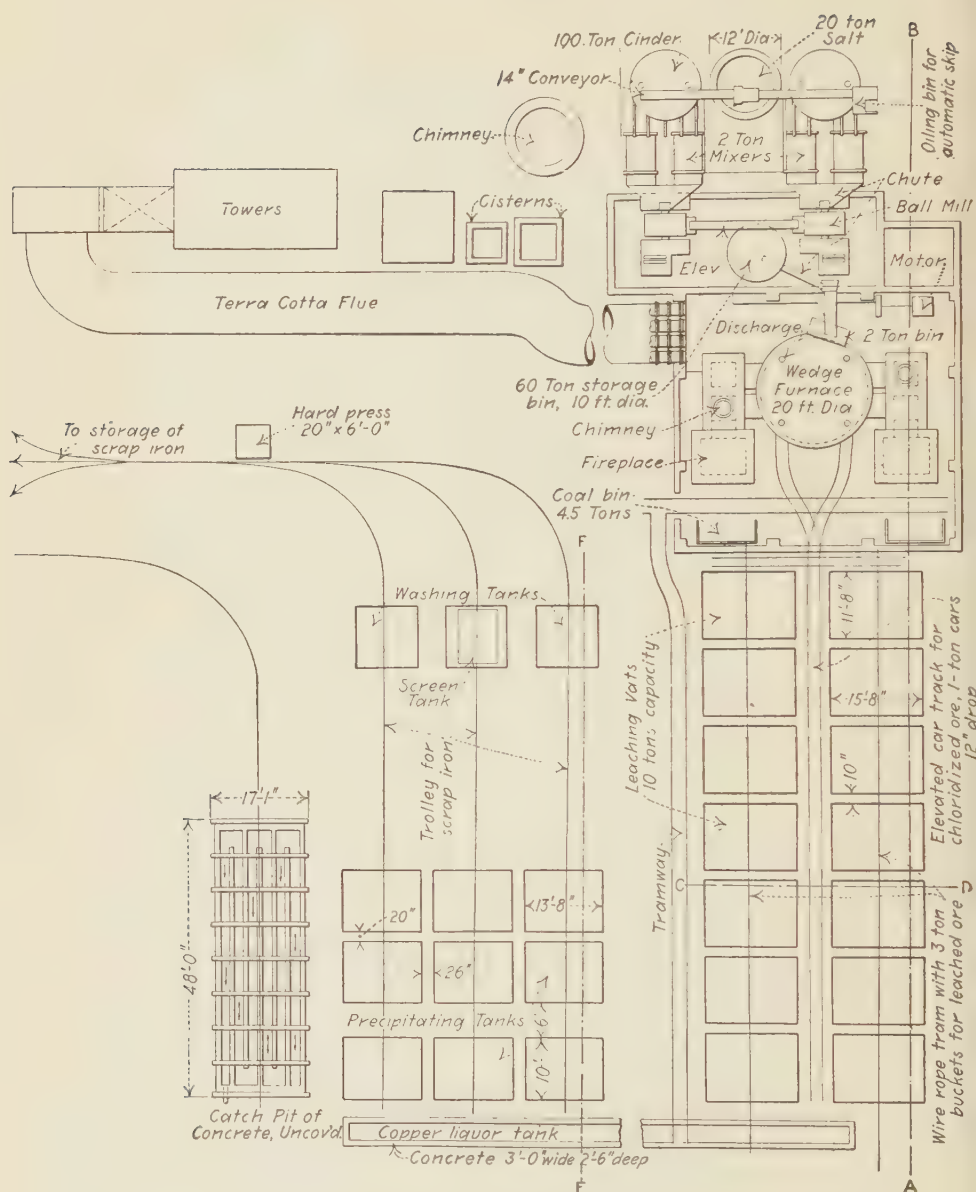 20 ton
Salt
B
100 Ton Cinder
12' Dia
14" Conveyor
Oiling bin for
automatic skip
Chimney
2 Ton
Mixers
Chute
Towers
Cisterns
Ball Mill
Elev
Motor
Terra Cotta Flue
Discharge
2 Ton bin
60 Ton storage
bin, 10 ft. dia.
Wedge
Furnace
20 ft. Dia
Hard press
20" x 6'-0"
To storage of
scrap iron
Chimney
Fireplace
Coal bin
45 Tons
F
Washing Tanks
11'-8"
Screen
Tank
Leaching Vats
10 tons capacity
15'-8"
Elevated car track for
chloridized ore, 1-ton cars
12" drop
10"
Trolley for
scrap iron
17'-1"
Tramway
C
D
13'-8"
20"
48'-0"
26"
Precipitating Tanks
6'
10'
Wire rope tram with 3 ton
buckets for leached ore
Catch Pit of
Concrete, Uncov'd.
Copper liquor tank
Concrete 3'-0" wide 2'-6" deep
F
A